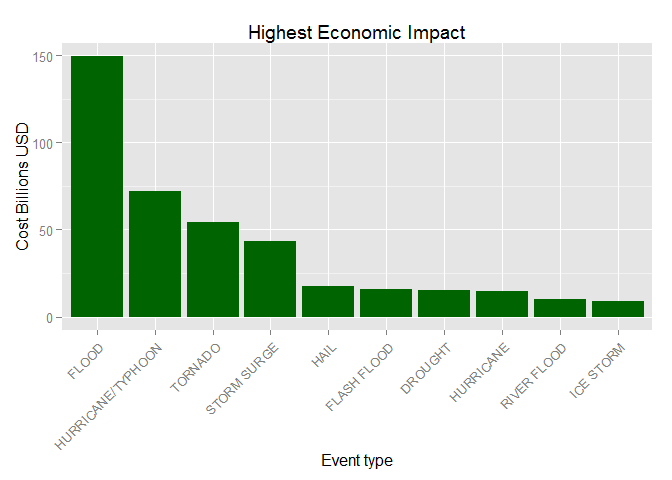 Highest Economic Impact
Cost Billions USD
150
100
50
0
FLOOD
HURRICANE/TYPHOON
TORNADO
STORM SURGE
HAIL
FLASH FLOOD
DROUGHT
HURRICANE
RIVER FLOOD
ICE STORM
Event type